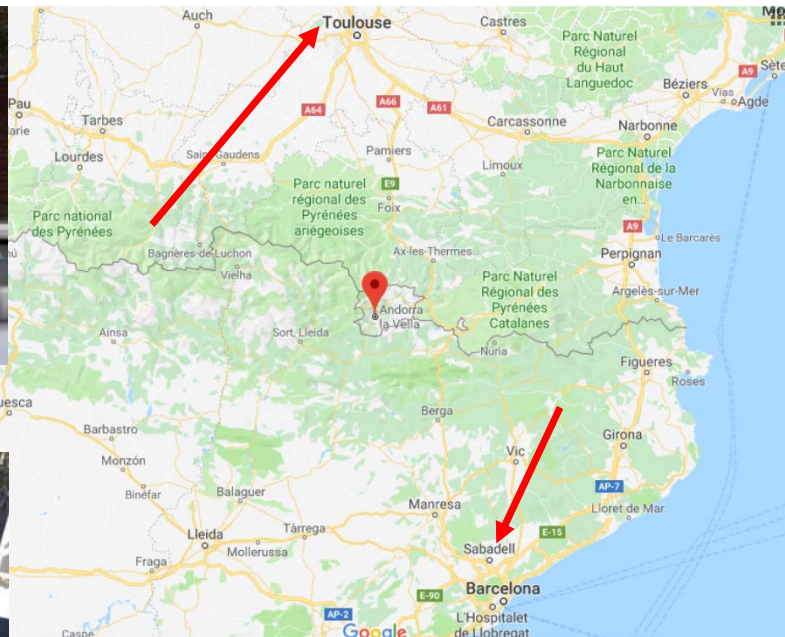 Auch
Toulouse
Castres
Parc Naturel
Régional
du Haut
Languedoc
A9
Sète
Béziers
Vias
Agde
Pau
Tarbes
A64
A66
A61
Carcassonne
Narbonne
Lourdes
Saint-Gaudens
Pamiers
Limoux
Parc Naturel
Régional de la
Narbonnaise
en...
Parc naturel
régional des
Pyrénées
ariégeoises
E9
Foix
Parc national
des Pyrénées
A9
Le Barcarès
Bagnères-de-Luchon
Ax-les-Thermes
Perpignan
Vielha
Parc Naturel
Régional des
Pyrénées
Catalanes
Argelès-sur-Mer
Andorra
la Vella
Ainsa
Sort, Lleida
Núria
Figueres
Roses
Berga
Barbastro
Vic
Girona
Monzón
Binéfar
Balaguer
Manresa
AP-7
Lloret de Mar
Lleida
Tàrrega
Mollerussa
Fraga
E-15
Sabadell
E-90
Barcelona
AP-2
L'Hospitalet
de Llobregat
Caspe
Google